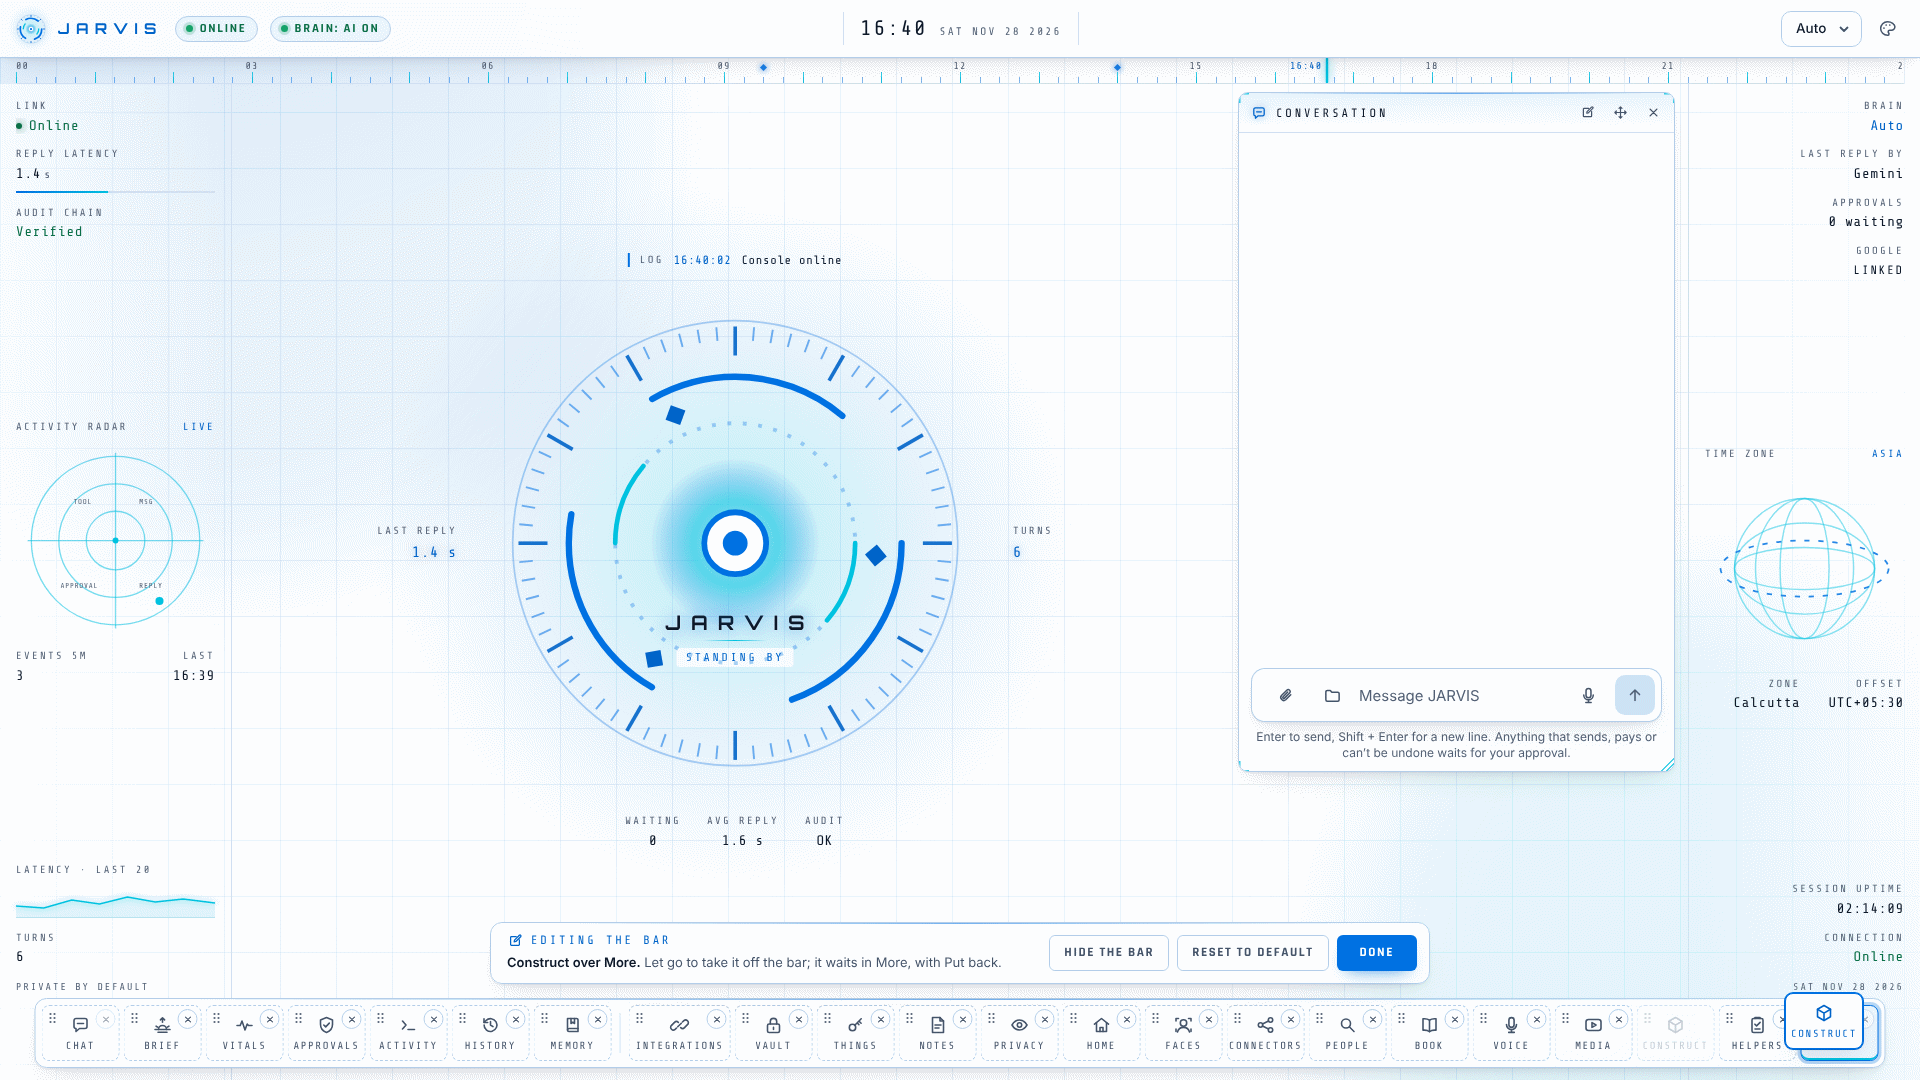 JARVIS
ONLINE
BRAIN: AI ON
16:40 SAT NOV 28 2026
Auto
00 03 06 09 12 15 16:40 18 21 2
LINK
Online
REPLY LATENCY
1.4 s
AUDIT CHAIN
Verified
LOG 16:40:02 Console online
CONVERSATION
BRAIN
Auto
LAST REPLY BY
Gemini
APPROVALS
0 waiting
GOOGLE
LINKED
ACTIVITY RADAR LIVE
TOOL MSG
APPROVAL REPLY
EVENTS 5M LAST
3 16:39
LAST REPLY
1.4 s
JARVIS
STANDING BY
TURNS
6
TIME ZONE ASIA
ZONE OFFSET
Calcutta UTC+05:30
Message JARVIS
Enter to send, Shift + Enter for a new line. Anything that sends, pays or
can't be undone waits for your approval.
WAITING AVG REPLY AUDIT
0 1.6 s OK
LATENCY · LAST 20
TURNS
6
PRIVATE BY DEFAULT
SESSION UPTIME
02:14:09
CONNECTION
Online
SAT NOV 28 2026
EDITING THE BAR
Construct over More. Let go to take it off the bar; it waits in More, with Put back.
HIDE THE BAR
RESET TO DEFAULT
DONE
CHAT BRIEF VITALS APPROVALS ACTIVITY HISTORY MEMORY INTEGRATIONS VAULT THINGS NOTES PRIVACY HOME FACES CONNECTORS PEOPLE BOOK VOICE MEDIA CONSTRUCT HELPERS CONSTRUCT